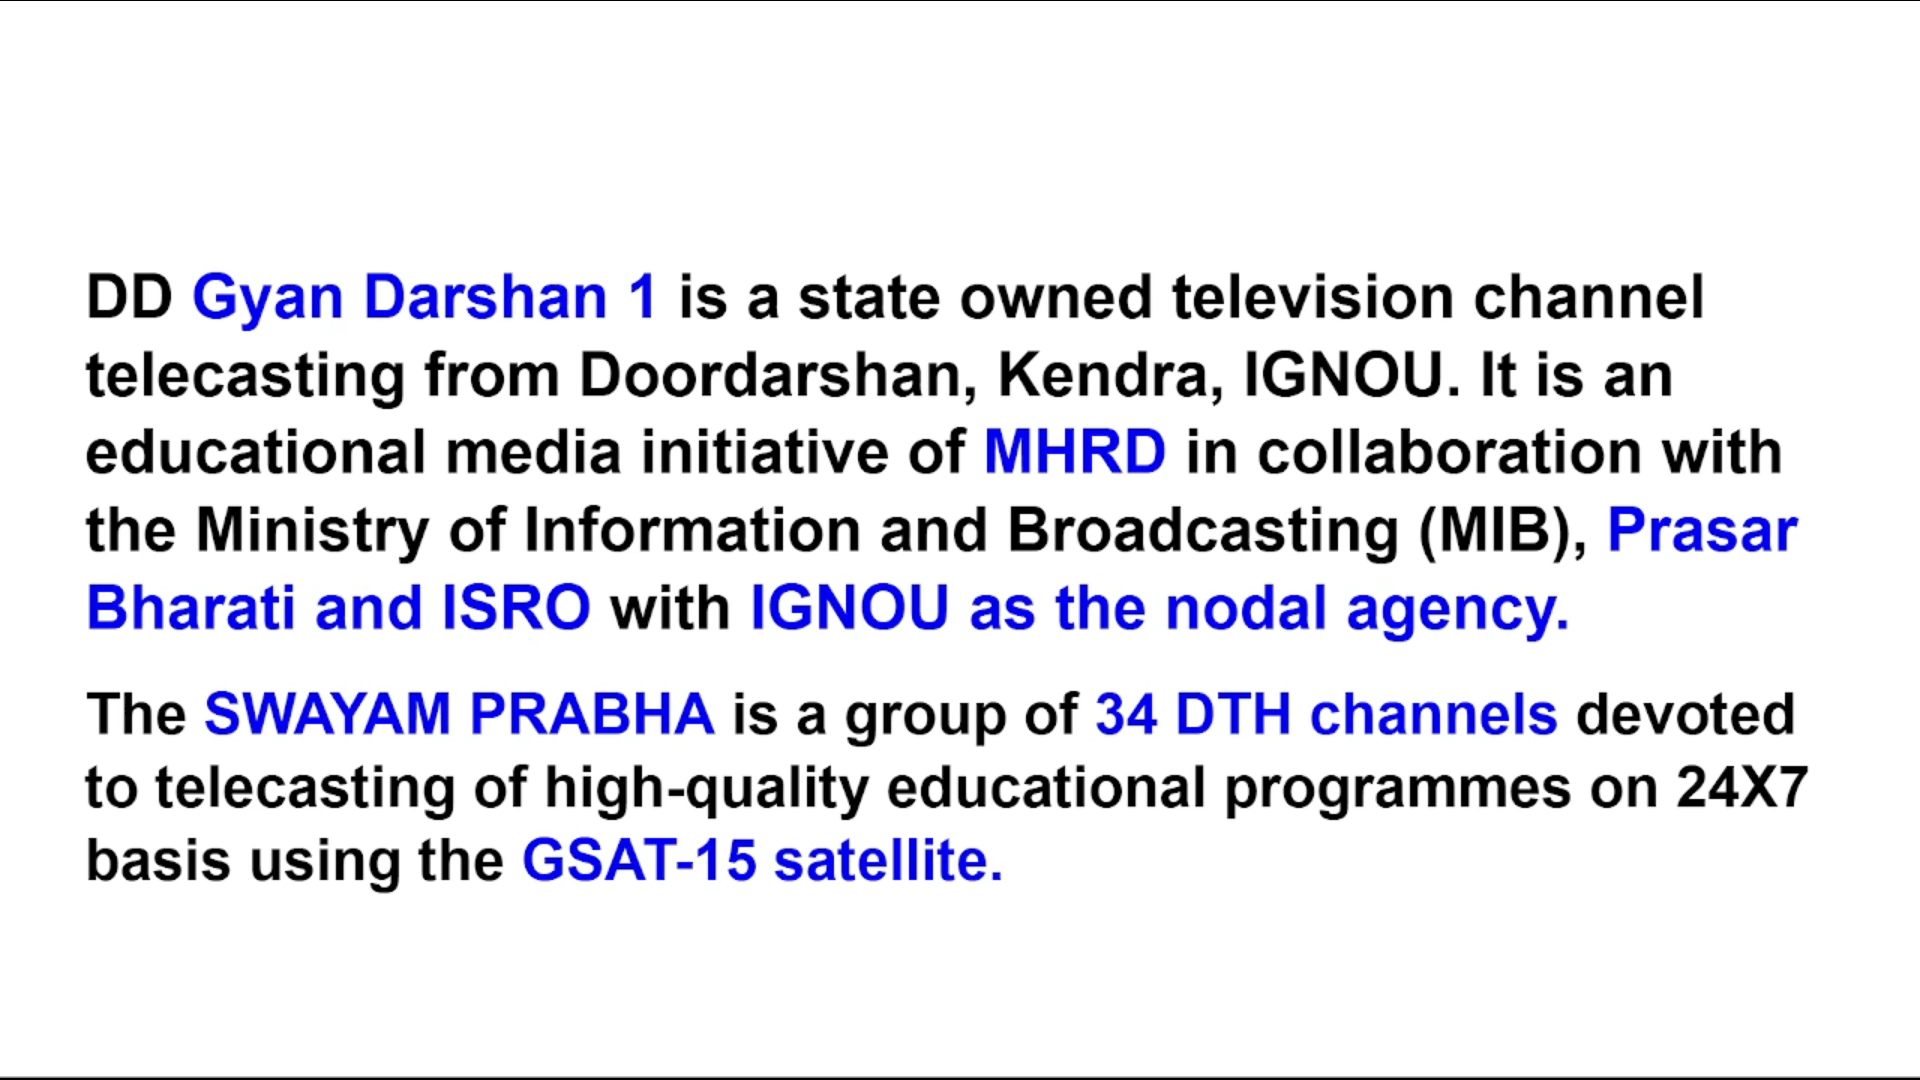 DD Gyan Darshan 1 is a state owned television channel
telecasting from Doordarshan, Kendra, IGNOU. It is an
educational media initiative of MHRD in collaboration with
the Ministry of Information and Broadcasting (MIB), Prasar
Bharati and ISRO with IGNOU as the nodal agency.
The SWAYAM PRABHA is a group of 34 DTH channels devoted
to telecasting of high-quality educational programmes on 24X7
basis using the GSAT-15 satellite.